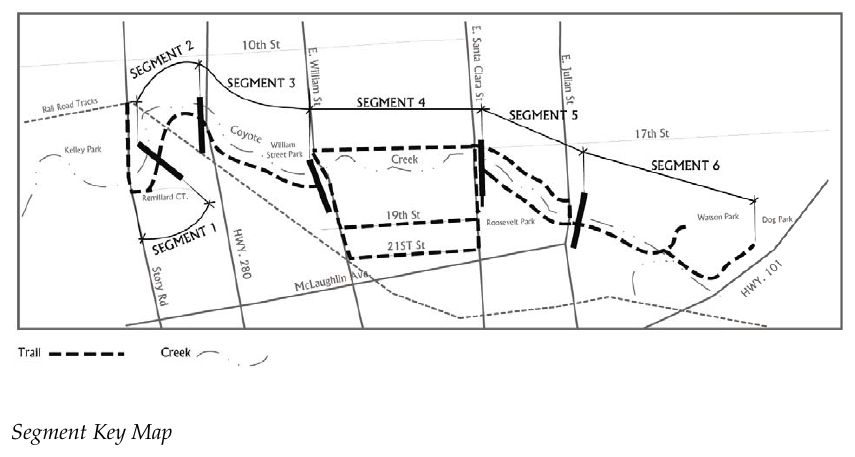 SEGMENT 2
10th St
E. William St
E. Santa Clara St
E. Julian St
SEGMENT 3
SEGMENT 4
SEGMENT 5
Rail Road Tracks
Coyote
17th St
Kelley Park
William
Street Park
Creek
SEGMENT 6
Remillard CT.
19th St
Roosevelt Park
Watson Park
Dog Park
SEGMENT 1
HWY. 280
21ST St
Story Rd
McLaughlin Ave.
HWY. 101
Trail
Creek
Segment Key Map